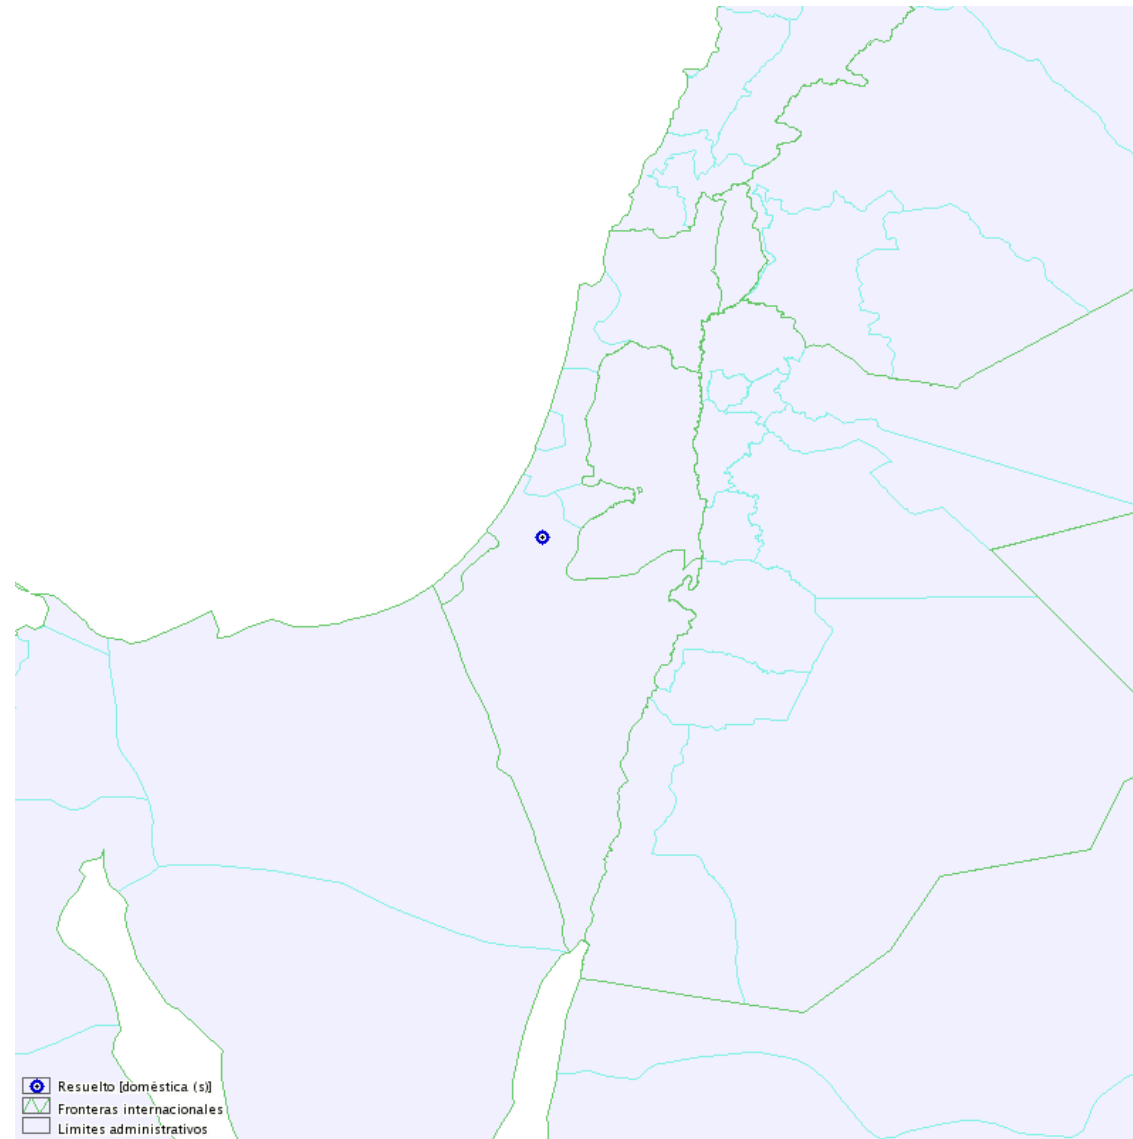 Resuelto [doméstica (s)]
Fronteras internacionales
Límites administrativos